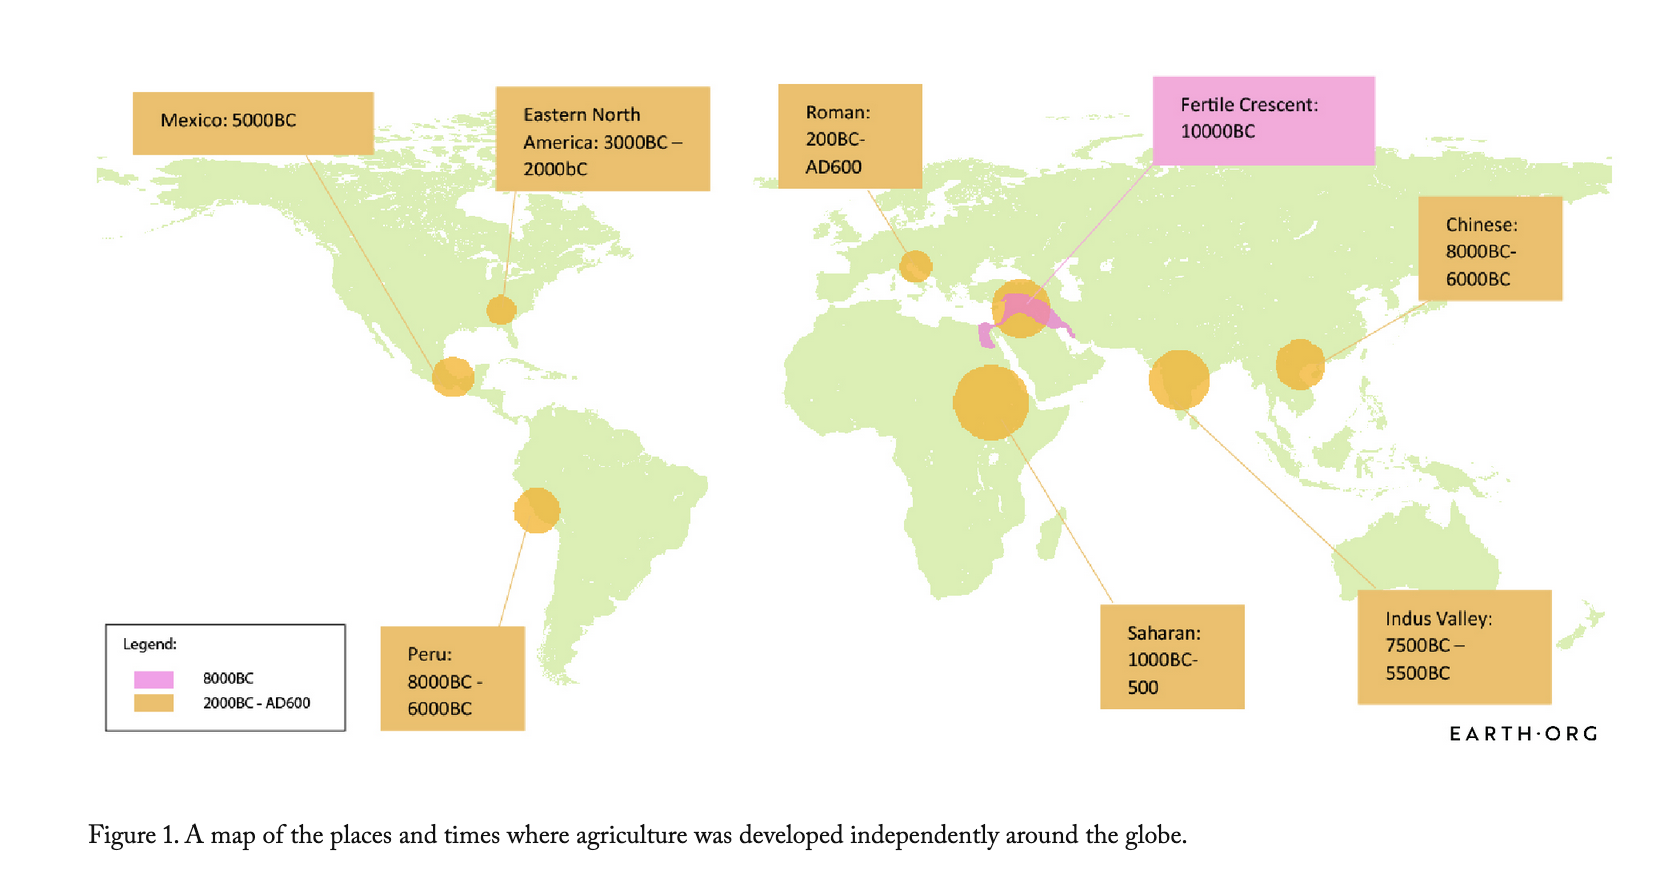 Mexico: 5000BC
Eastern North
America: 3000BC –
2000bC
Roman:
200BC-
AD600
Fertile Crescent:
10000BC
Chinese:
8000BC-
6000BC
Legend:
8000BC
2000BC - AD600
Peru:
8000BC -
6000BC
Saharan:
1000BC-
500
Indus Valley:
7500BC –
5500BC
EARTH·ORG
Figure 1. A map of the places and times where agriculture was developed independently around the globe.